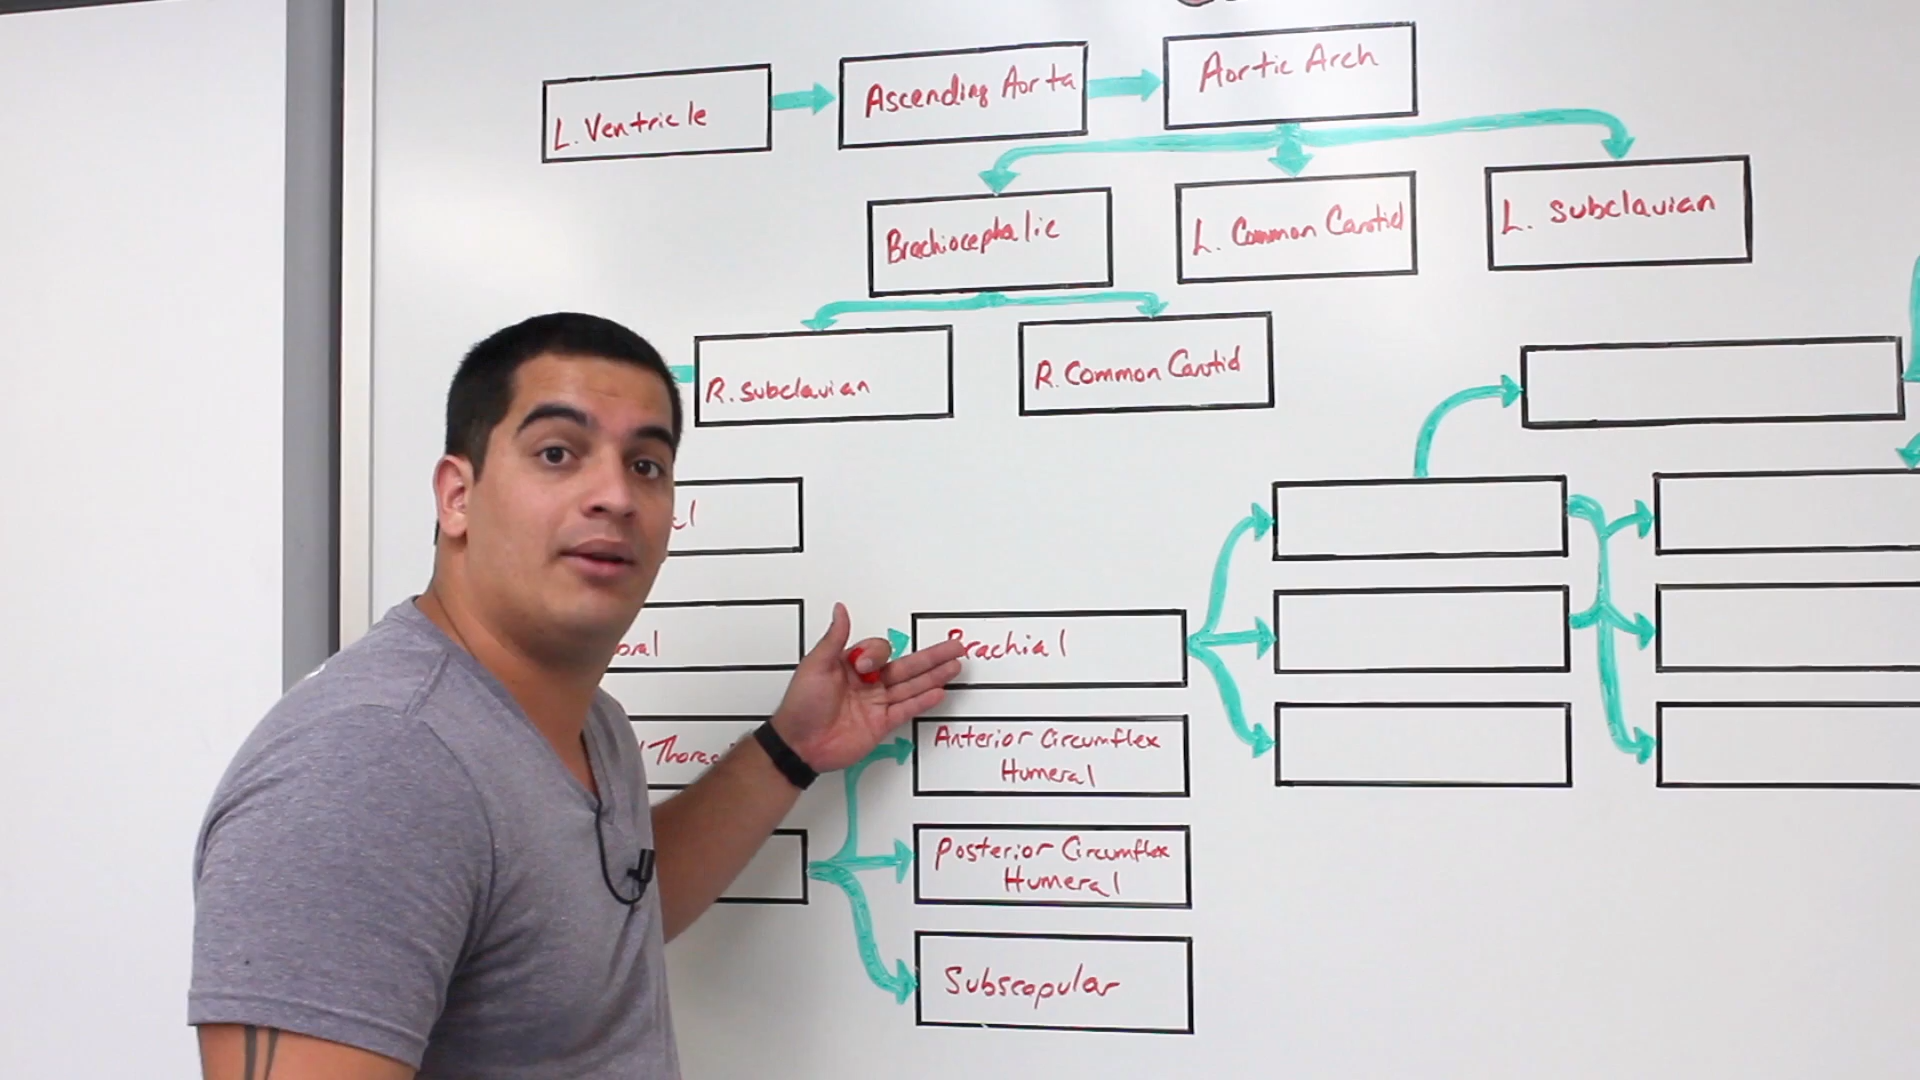 L. Ventricle
Ascending Aorta
Aortic Arch
Brachiocephalic
L. Common Carotid
L. Subclavian
R. Subclavian
R. Common Carotid
Brachial
Anterior Circumflex
Humeral
Posterior Circumflex
Humeral
Subscapular